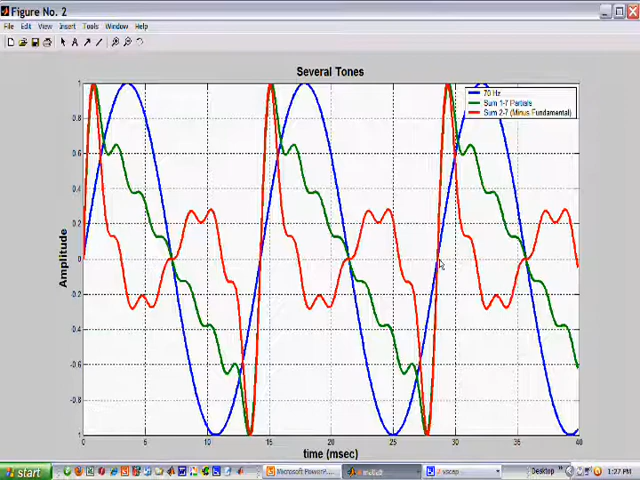 Figure No. 2
File Edit View Insert Tools Window Help
Several Tones
70 Hz
Sum 1-7 Partials
Sum 2-7 (Minus Fundamental)
1
0.8
0.6
0.4
0.2
0
-0.2
-0.4
-0.6
-0.8
-1
Amplitude
0 5 10 15 20 25 30 35 40
time (msec)
start
Microsoft PowerP...
Desktop
1:27 PM